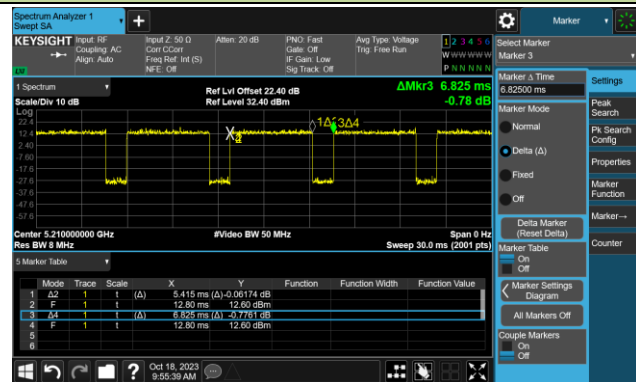 Spectrum Analyzer 1
Swept SA
Marker
KEYSIGHT
Input: RF
Coupling: AC
Align: Auto
Input Z: 50 Ω
Corr CCorr
Freq Ref: Int (S)
NFE: Off
Atten: 20 dB
PNO: Fast
Gate: Off
IF Gain: Low
Sig Track: Off
Avg Type: Voltage
Trig: Free Run
1 2 3 4 5 6
W W W W W W
P N N N N N
Select Marker
Marker 3
1 Spectrum
Scale/Div 10 dB
Ref Lvl Offset 22.40 dB
Ref Level 32.40 dBm
ΔMkr3 6.825 ms
-0.78 dB
Log
22.4
12.4
2.40
-7.60
-17.6
-27.6
-37.6
-47.6
-57.6
Center 5.210000000 GHz
Res BW 8 MHz
#Video BW 50 MHz
Span 0 Hz
Sweep 30.0 ms (2001 pts)
5 Marker Table
Mode Trace Scale X Y Function Function Width Function Value
1 Δ2 1 t (Δ) 5.415 ms (Δ) -0.06174 dB
2 F 1 t 12.80 ms 12.60 dBm
3 Δ4 1 t (Δ) 6.825 ms (Δ) -0.7761 dB
4 F 1 t 12.80 ms 12.60 dBm
5
6
Marker Δ Time
6.82500 ms
Marker Mode
Normal
Delta (Δ)
Fixed
Off
Delta Marker
(Reset Delta)
Marker Table
On
Off
Marker Settings
Diagram
All Markers Off
Couple Markers
On
Off
Settings
Peak
Search
Pk Search
Config
Properties
Marker
Function
Marker→
Counter
Oct 18, 2023
9:55:39 AM